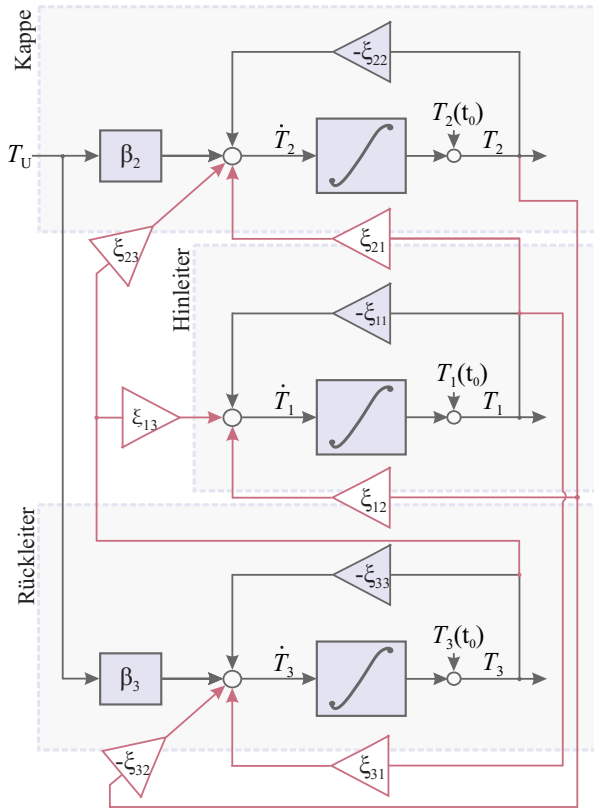 Kappe
-ξ22
T2(t0)
TU
β2
Ṫ2
T2
ξ23
ξ21
Hinleiter
-ξ11
T1(t0)
ξ13
Ṫ1
T1
ξ12
Rückleiter
-ξ33
T3(t0)
β3
Ṫ3
T3
-ξ32
ξ31